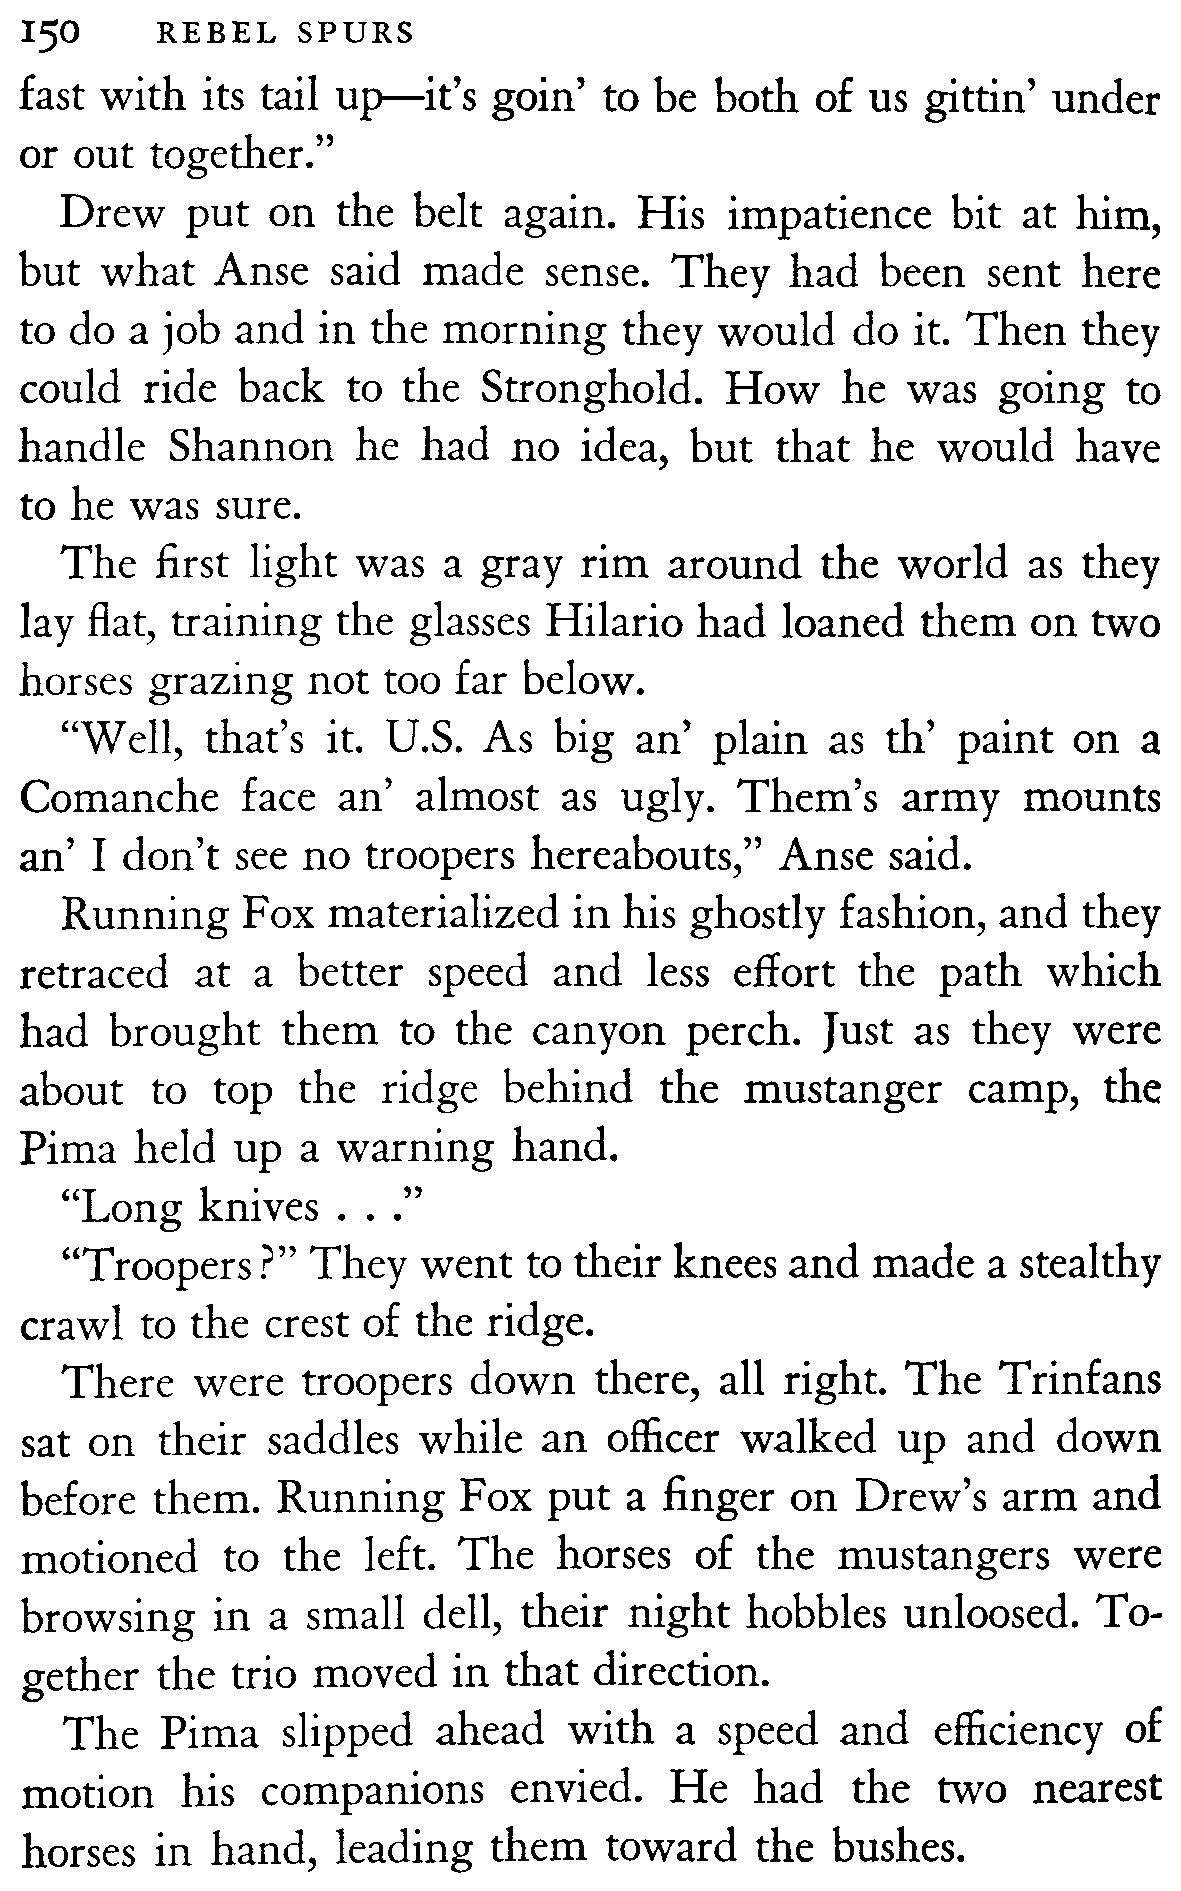 150 REBEL SPURS
fast with its tail up—it's goin' to be both of us gittin' under
or out together.”
Drew put on the belt again. His impatience bit at him,
but what Anse said made sense. They had been sent here
to do a job and in the morning they would do it. Then they
could ride back to the Stronghold. How he was going to
handle Shannon he had no idea, but that he would have
to he was sure.
The first light was a gray rim around the world as they
lay flat, training the glasses Hilario had loaned them on two
horses grazing not too far below.
“Well, that's it. U.S. As big an' plain as th' paint on a
Comanche face an' almost as ugly. Them's army mounts
an' I don't see no troopers hereabouts,” Anse said.
Running Fox materialized in his ghostly fashion, and they
retraced at a better speed and less effort the path which
had brought them to the canyon perch. Just as they were
about to top the ridge behind the mustanger camp, the
Pima held up a warning hand.
“Long knives . . .”
“Troopers?” They went to their knees and made a stealthy
crawl to the crest of the ridge.
There were troopers down there, all right. The Trinfans
sat on their saddles while an officer walked up and down
before them. Running Fox put a finger on Drew's arm and
motioned to the left. The horses of the mustangers were
browsing in a small dell, their night hobbles unloosed. To-
gether the trio moved in that direction.
The Pima slipped ahead with a speed and efficiency of
motion his companions envied. He had the two nearest
horses in hand, leading them toward the bushes.